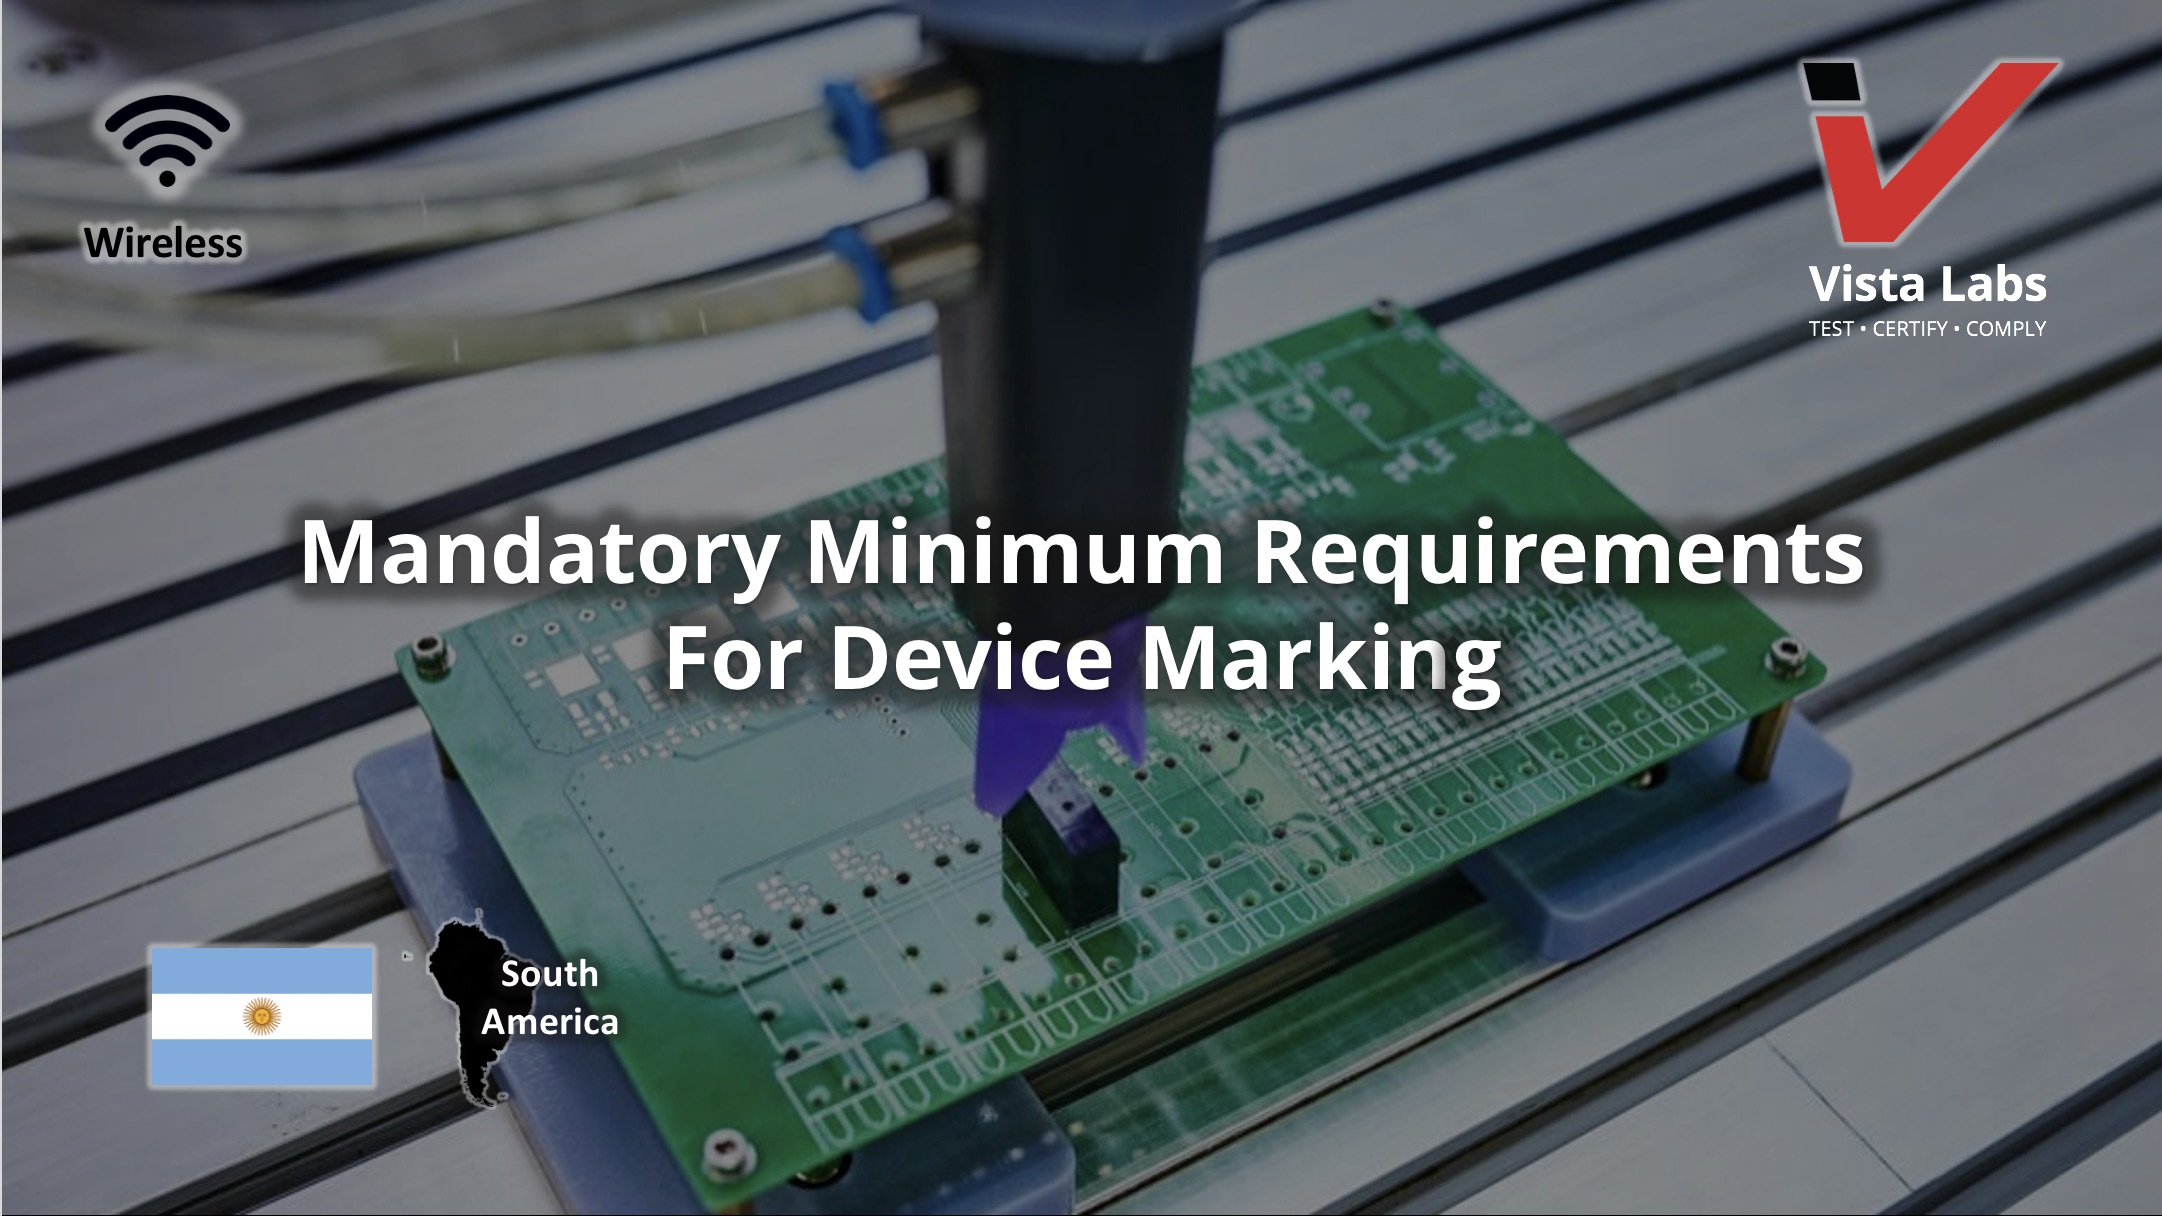 Wireless
Vista Labs
TEST • CERTIFY • COMPLY
Mandatory Minimum Requirements
For Device Marking
South
America